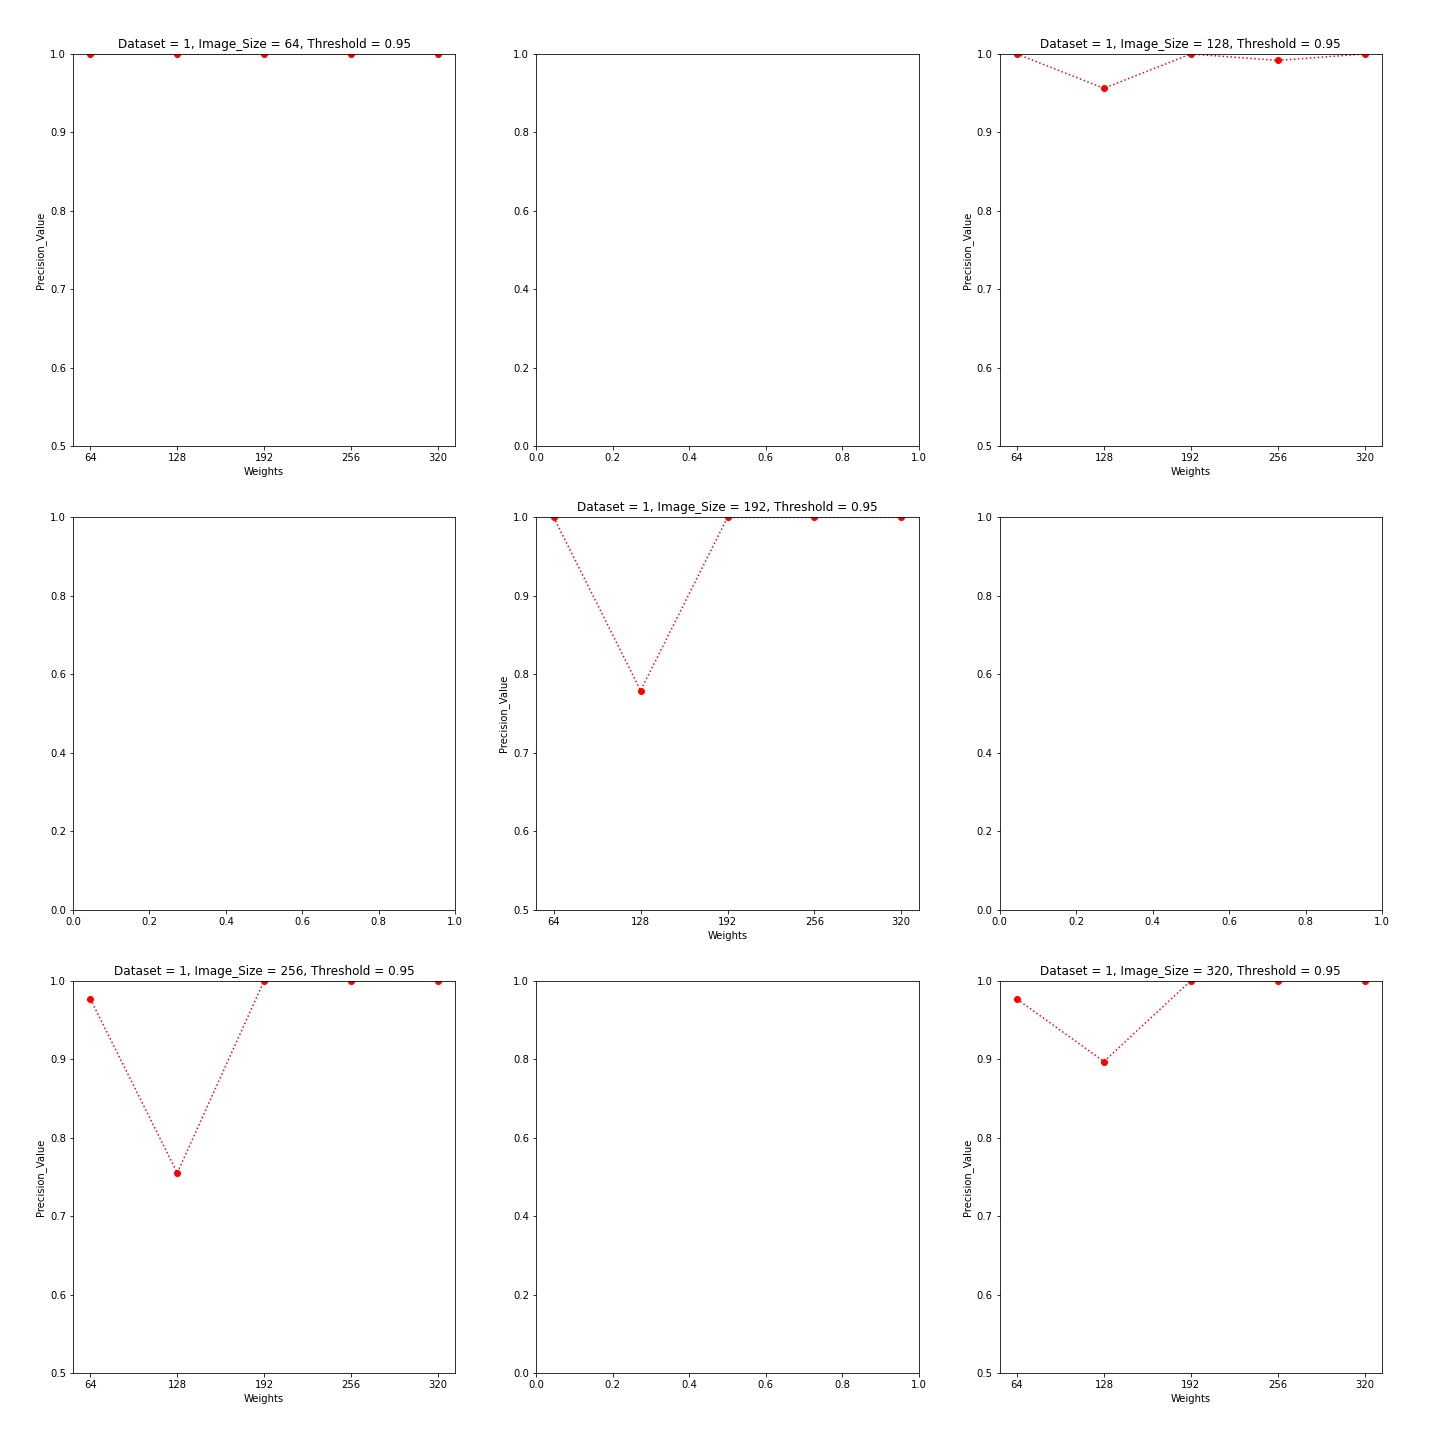 Dataset = 1, Image_Size = 64, Threshold = 0.95
1.0
0.9
0.8
0.7
0.6
0.5
Precision_Value
64 128 192 256 320
Weights
1.0
0.8
0.6
0.4
0.2
0.0
0.0 0.2 0.4 0.6 0.8 1.0
Dataset = 1, Image_Size = 128, Threshold = 0.95
1.0
0.9
0.8
0.7
0.6
0.5
Precision_Value
64 128 192 256 320
Weights
1.0
0.8
0.6
0.4
0.2
0.0
0.0 0.2 0.4 0.6 0.8 1.0
Dataset = 1, Image_Size = 192, Threshold = 0.95
1.0
0.9
0.8
0.7
0.6
0.5
Precision_Value
64 128 192 256 320
Weights
1.0
0.8
0.6
0.4
0.2
0.0
0.0 0.2 0.4 0.6 0.8 1.0
Dataset = 1, Image_Size = 256, Threshold = 0.95
1.0
0.9
0.8
0.7
0.6
0.5
Precision_Value
64 128 192 256 320
Weights
1.0
0.8
0.6
0.4
0.2
0.0
0.0 0.2 0.4 0.6 0.8 1.0
Dataset = 1, Image_Size = 320, Threshold = 0.95
1.0
0.9
0.8
0.7
0.6
0.5
Precision_Value
64 128 192 256 320
Weights